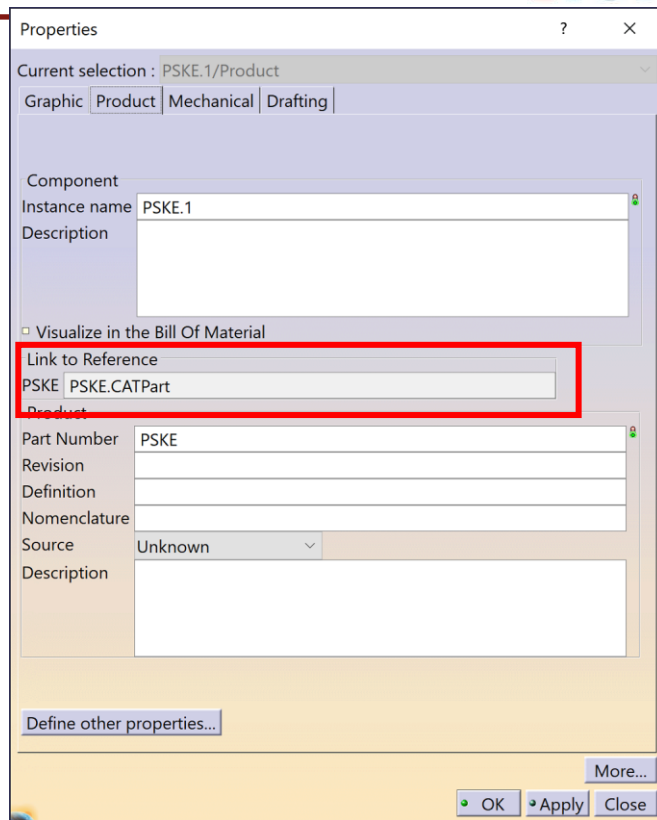 Properties ?
Current selection : PSKE.1/Product
Graphic Product Mechanical Drafting
Component
Instance name PSKE.1
Description
Visualize in the Bill Of Material
Link to Reference
PSKE PSKE.CATPart
Product
Part Number PSKE
Revision
Definition
Nomenclature
Source Unknown
Description
Define other properties...
More...
OK Apply Close